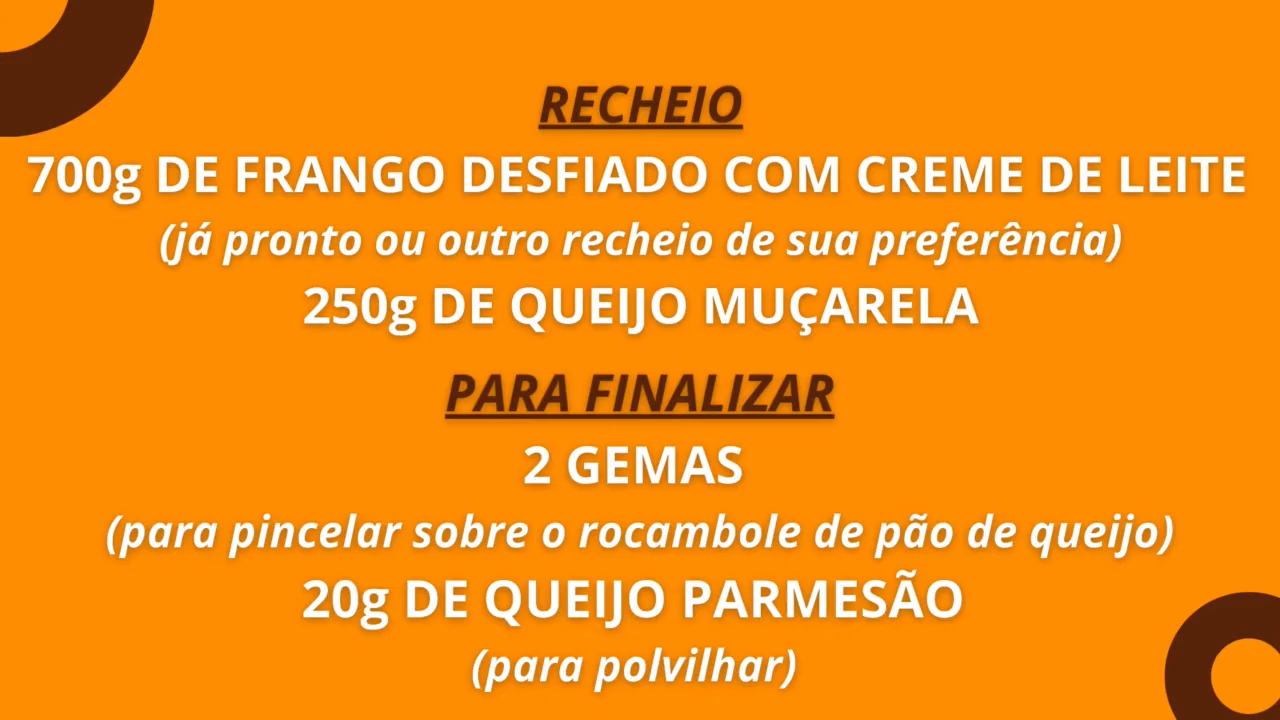 RECHEIO
700g DE FRANGO DESFIADO COM CREME DE LEITE
(já pronto ou outro recheio de sua preferência)
250g DE QUEIJO MUÇARELA
PARA FINALIZAR
2 GEMAS
(para pincelar sobre o rocambole de pão de queijo)
20g DE QUEIJO PARMESÃO
(para polvilhar)